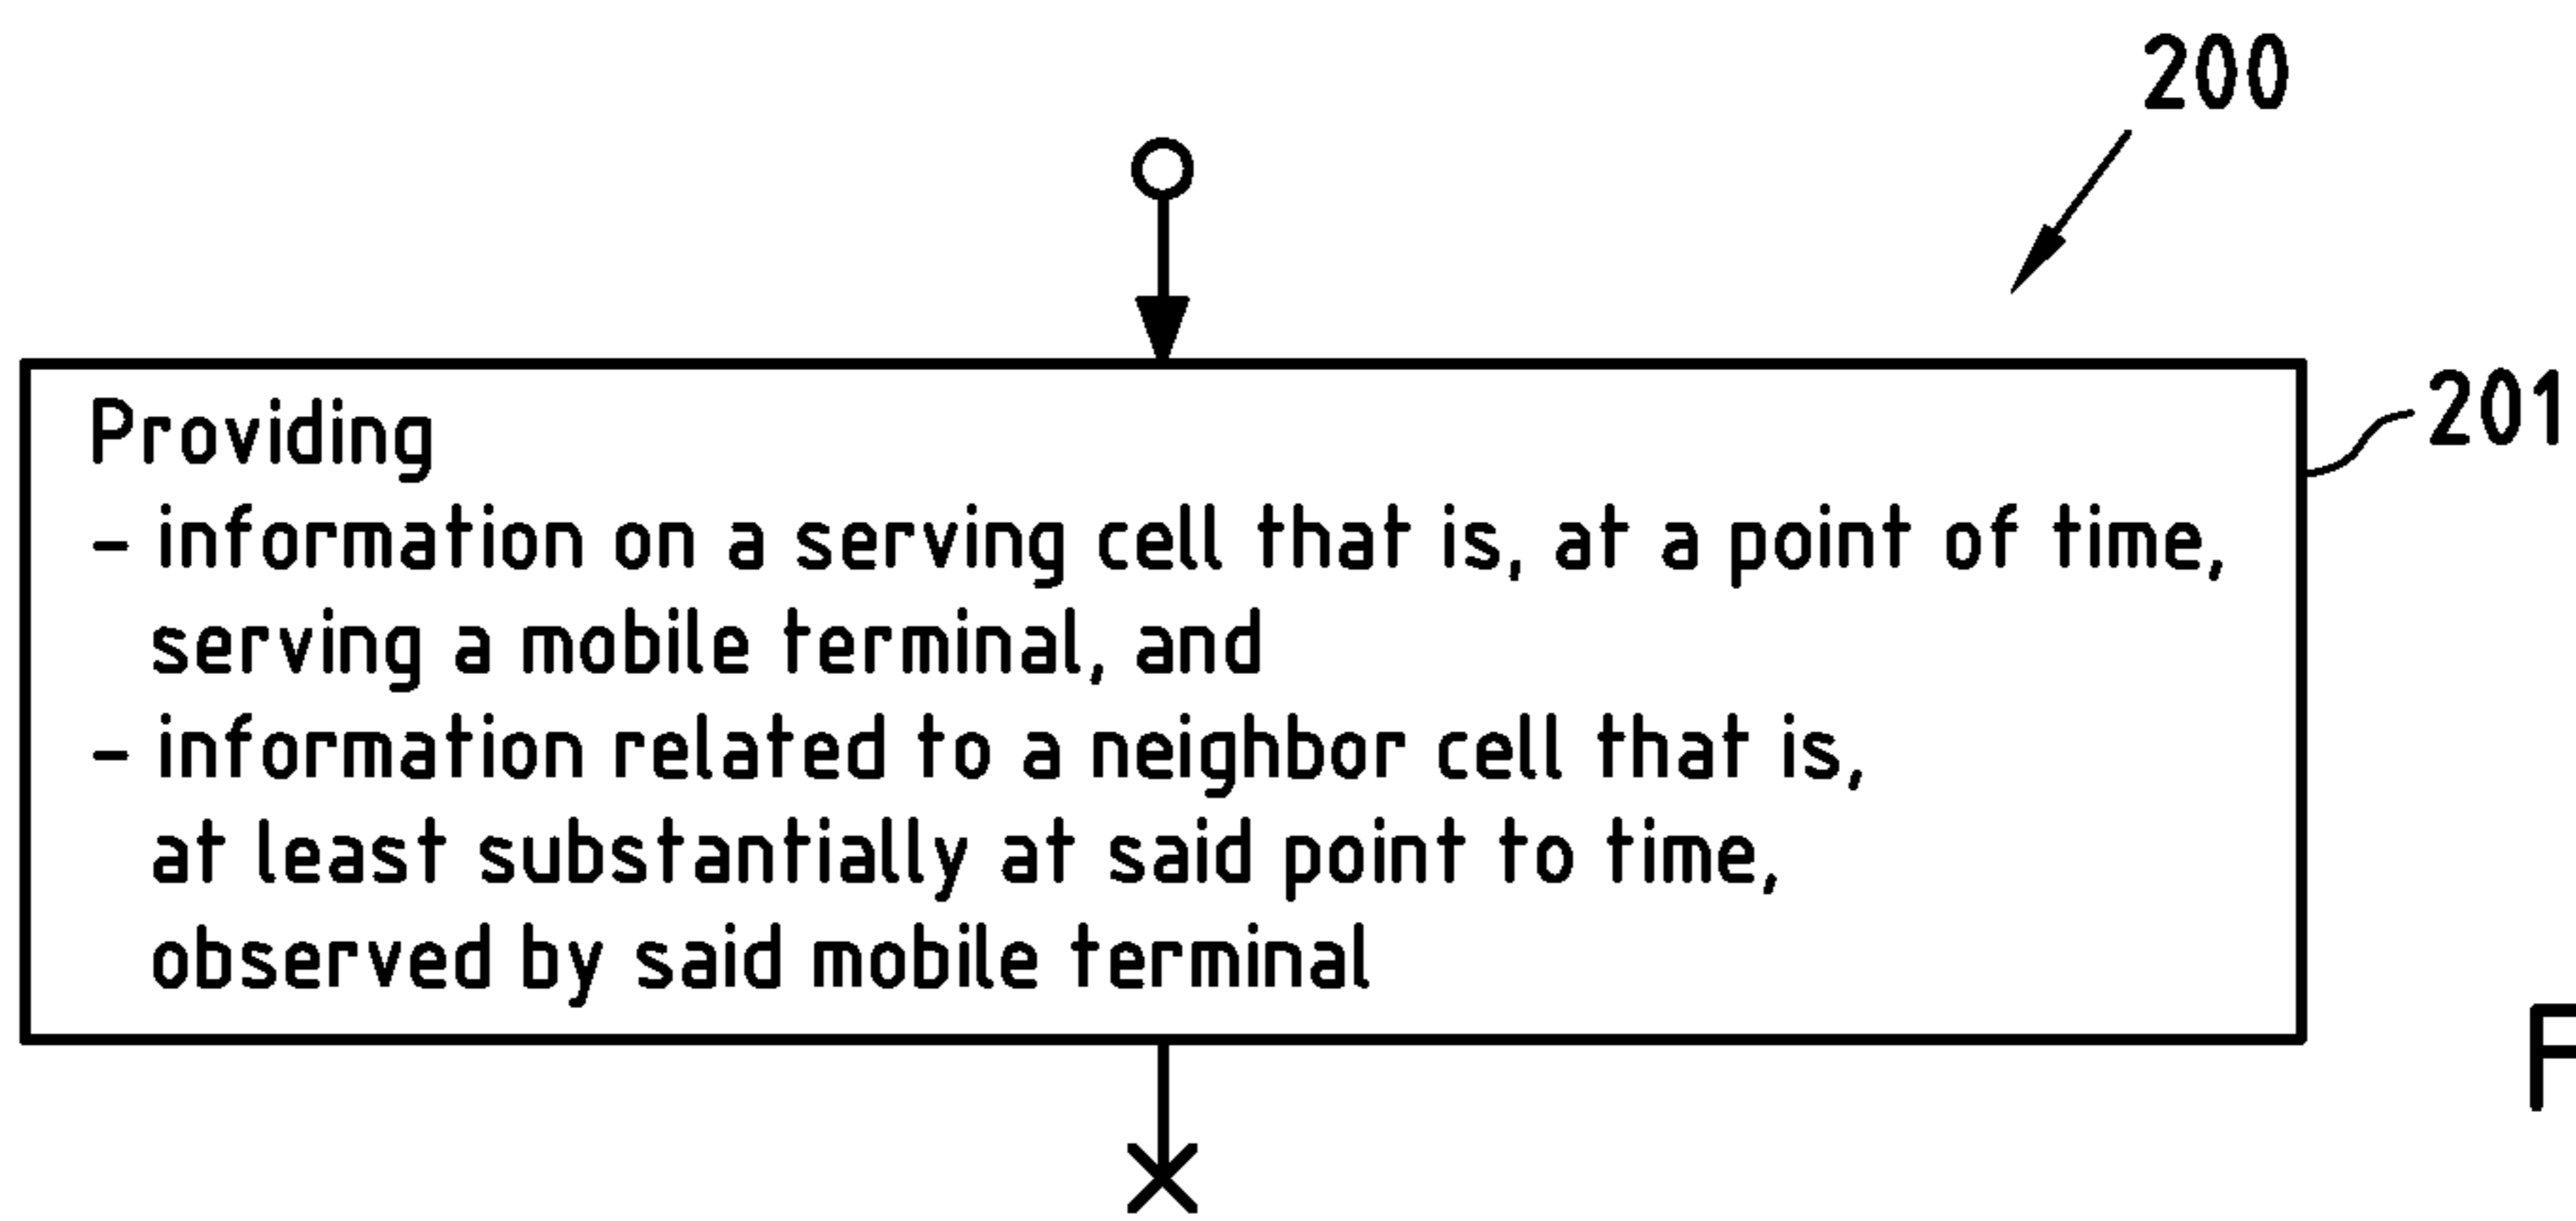 200
201
Providing
- information on a serving cell that is, at a point of time,
serving a mobile terminal, and
- information related to a neighbor cell that is,
at least substantially at said point to time,
observed by said mobile terminal
F